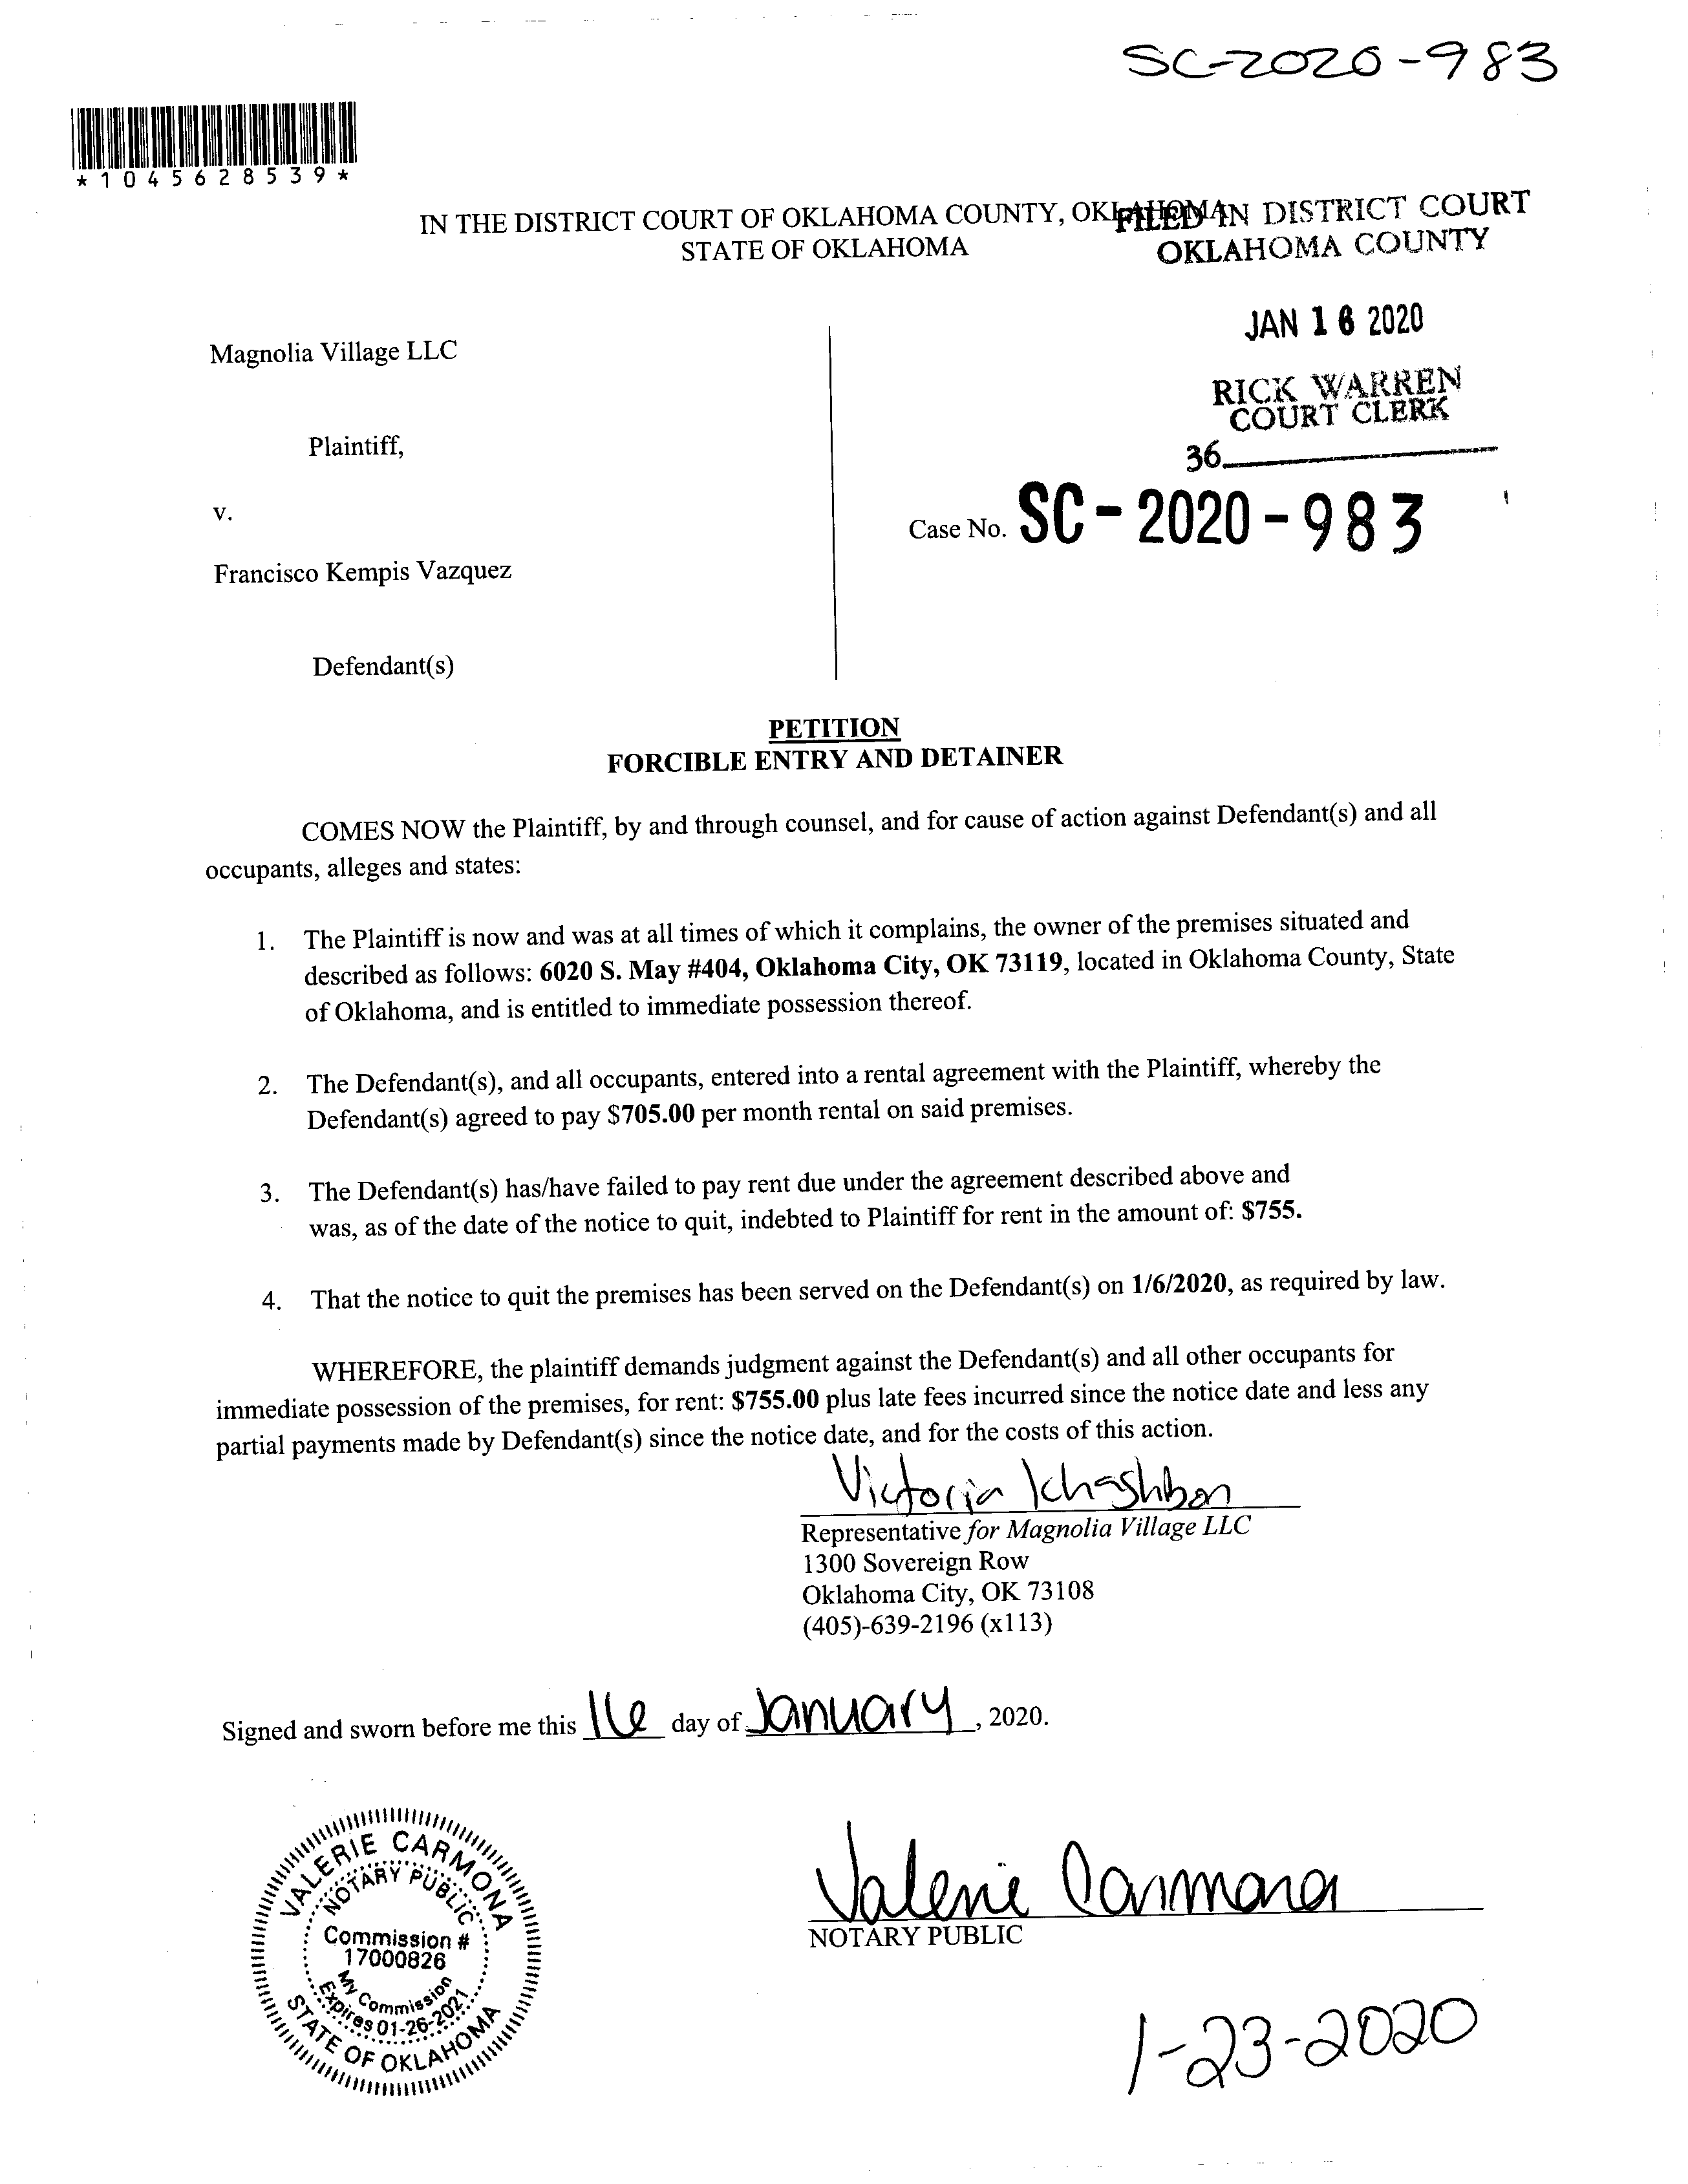 SC-2020-983
*1045628539*
IN THE DISTRICT COURT OF OKLAHOMA COUNTY, OKLAHOMA
STATE OF OKLAHOMA
FILED IN DISTRICT COURT
OKLAHOMA COUNTY
JAN 16 2020
RICK WARREN
COURT CLERK
36
Magnolia Village LLC
Plaintiff,
v.
Case No. SC-2020-983
Francisco Kempis Vazquez
Defendant(s)
PETITION
FORCIBLE ENTRY AND DETAINER
COMES NOW the Plaintiff, by and through counsel, and for cause of action against Defendant(s) and all
occupants, alleges and states:
1. The Plaintiff is now and was at all times of which it complains, the owner of the premises situated and
described as follows: 6020 S. May #404, Oklahoma City, OK 73119, located in Oklahoma County, State
of Oklahoma, and is entitled to immediate possession thereof.
2. The Defendant(s), and all occupants, entered into a rental agreement with the Plaintiff, whereby the
Defendant(s) agreed to pay $705.00 per month rental on said premises.
3. The Defendant(s) has/have failed to pay rent due under the agreement described above and
was, as of the date of the notice to quit, indebted to Plaintiff for rent in the amount of: $755.
4. That the notice to quit the premises has been served on the Defendant(s) on 1/6/2020, as required by law.
WHEREFORE, the plaintiff demands judgment against the Defendant(s) and all other occupants for
immediate possession of the premises, for rent: $755.00 plus late fees incurred since the notice date and less any
partial payments made by Defendant(s) since the notice date, and for the costs of this action.
Victoria
Representative for Magnolia Village LLC
1300 Sovereign Row
Oklahoma City, OK 73108
(405)-639-2196 (x113)
Signed and sworn before me this 16 day of January, 2020.
VALERIE CARMONA
NOTARY PUBLIC
Commission #
17000826
My Commission
Expires 01-26-2021
STATE OF OKLAHOMA
Valerie Carmona
NOTARY PUBLIC
1-23-2020